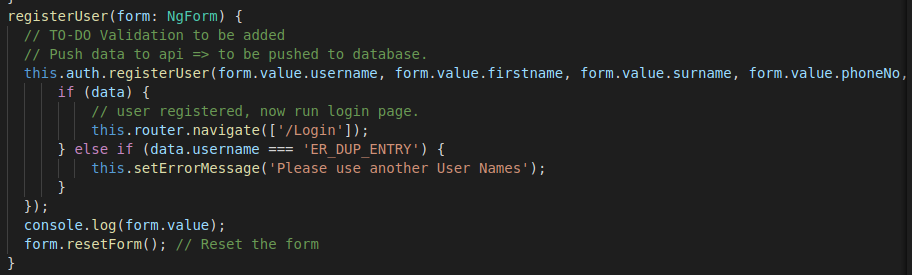 registerUser(form: NgForm) {
// TO-DO Validation to be added
// Push data to api => to be pushed to database.
this.auth.registerUser(form.value.username, form.value.firstname, form.value.surname, form.value.phoneNo,
if (data) {
// user registered, now run login page.
this.router.navigate(['/Login']);
} else if (data.username === 'ER_DUP_ENTRY') {
this.setErrorMessage('Please use another User Names');
}
});
console.log(form.value);
form.resetForm(); // Reset the form
}